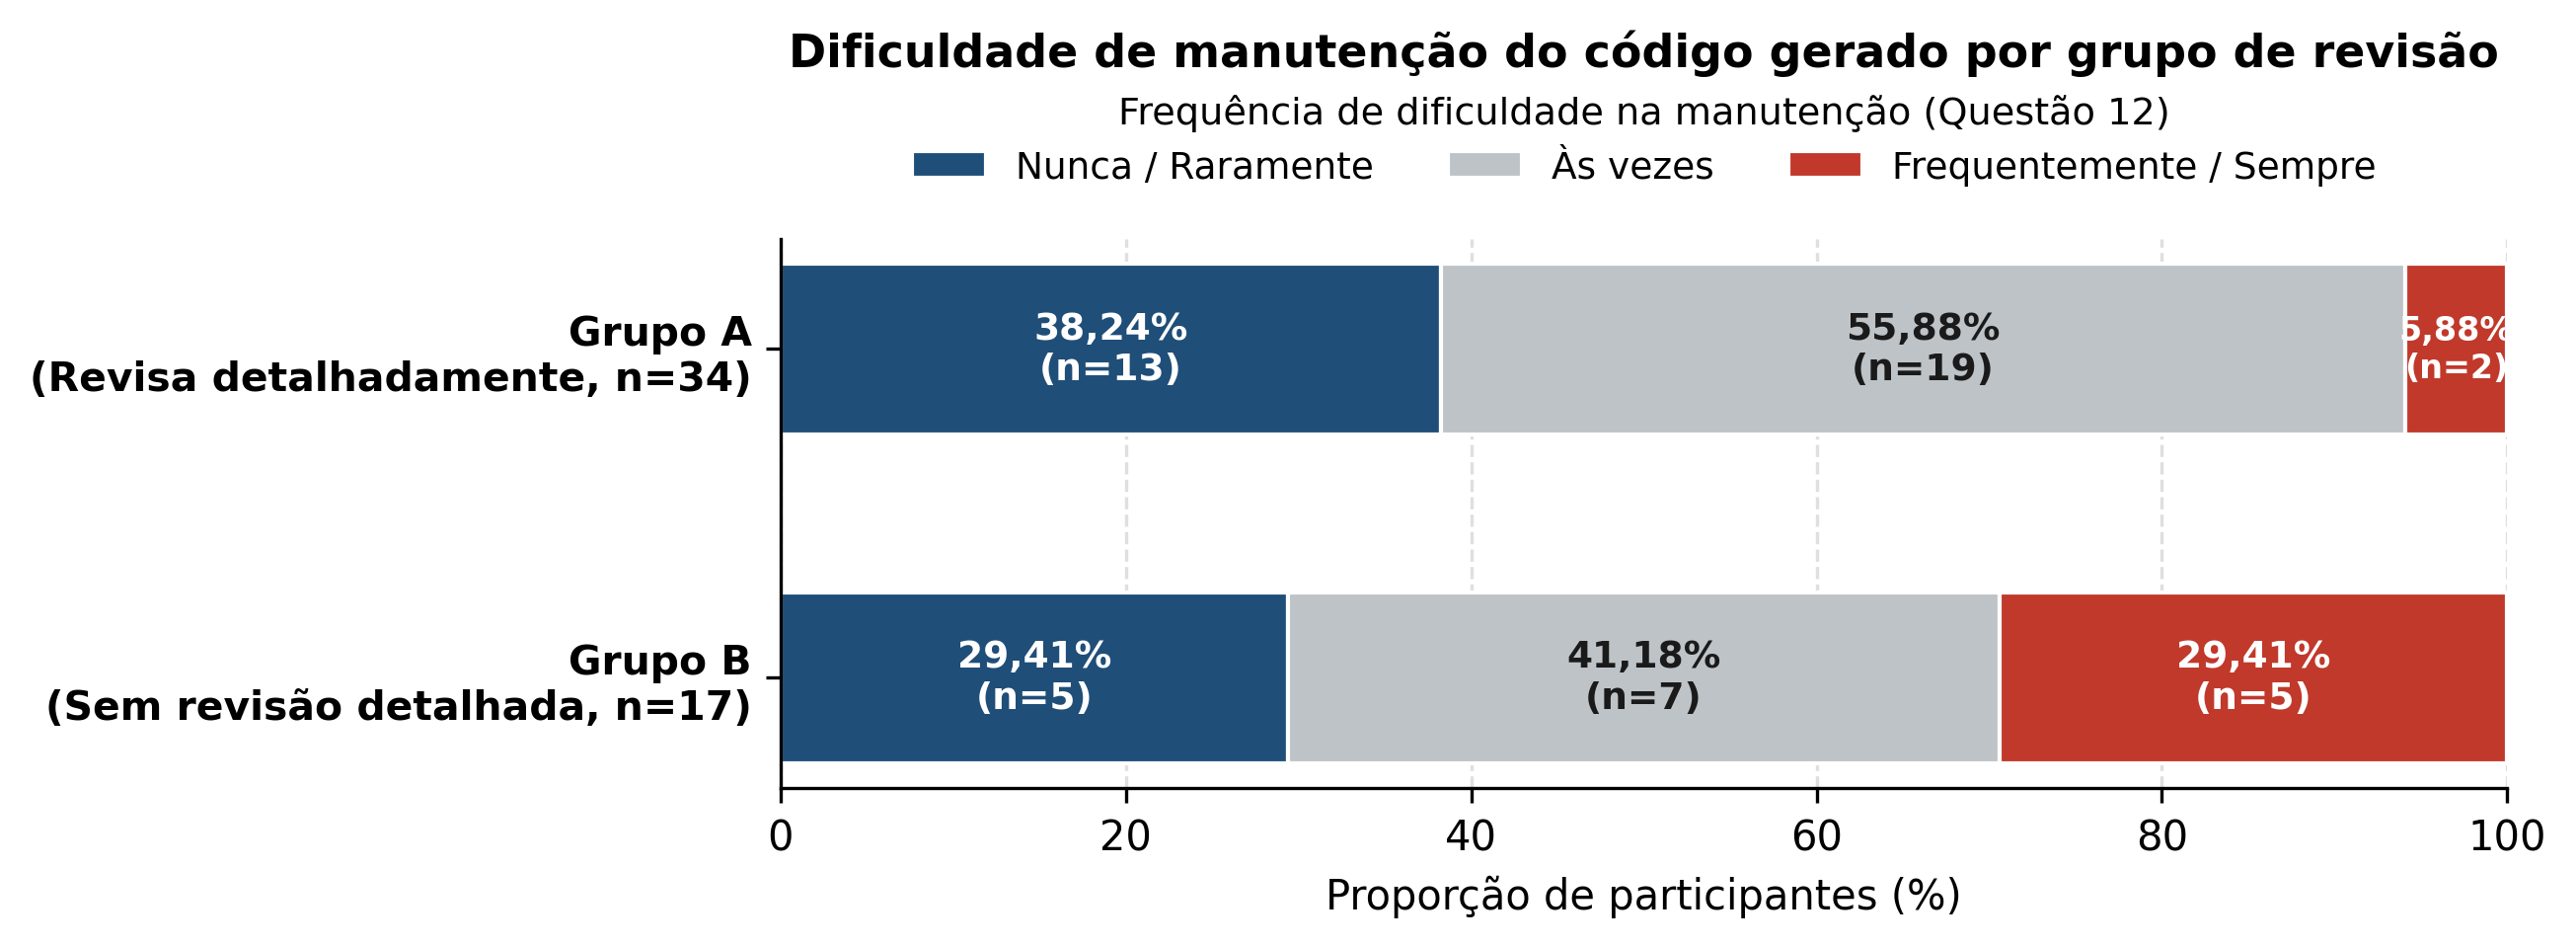 Dificuldade de manutenção do código gerado por grupo de revisão
Frequência de dificuldade na manutenção (Questão 12)
Nunca / Raramente
Às vezes
Frequentemente / Sempre
Grupo A
(Revisa detalhadamente, n=34)
38,24%
(n=13)
55,88%
(n=19)
5,88%
(n=2)
Grupo B
(Sem revisão detalhada, n=17)
29,41%
(n=5)
41,18%
(n=7)
29,41%
(n=5)
0
20
40
60
80
100
Proporção de participantes (%)